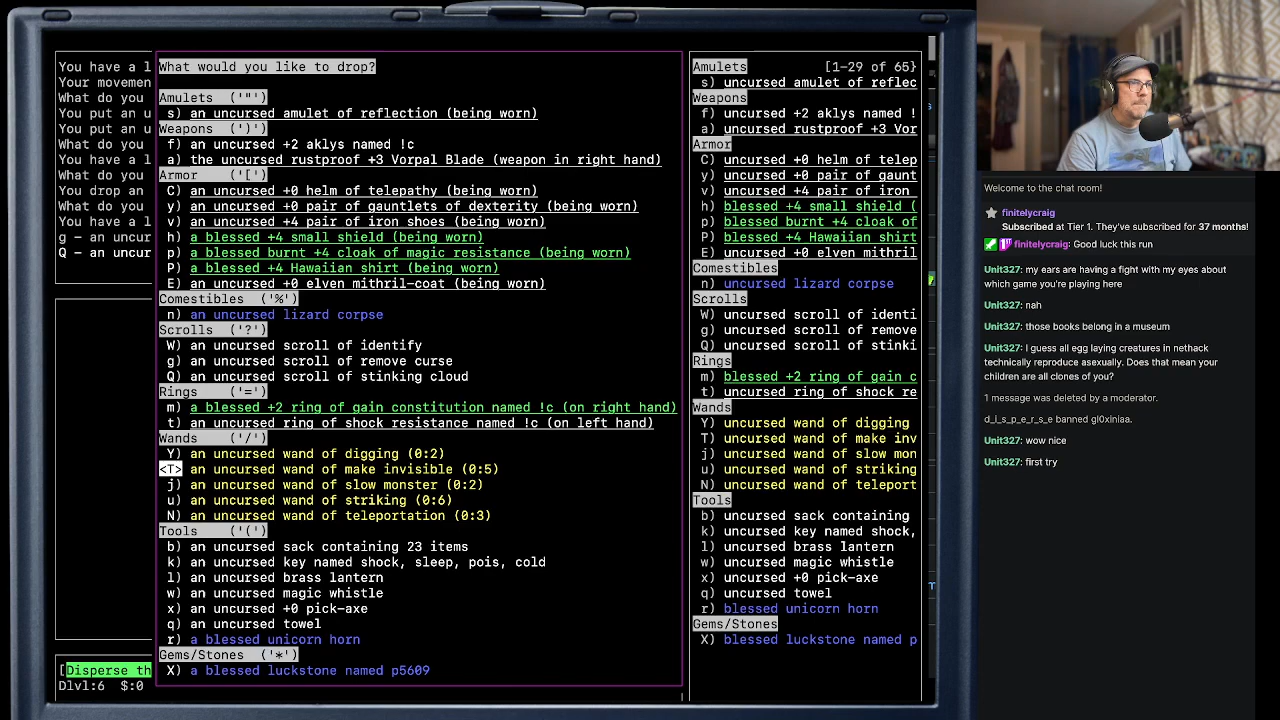 You have a l
Your movemen
What do you
You put an u
You put an u
What do you
You have a l
What do you
You drop an
What do you
You have a l
g – an uncur
Q – an uncur
[Disperse th
Dlvl:6 $:0
What would you like to drop?
Amulets ('"')
s) an uncursed amulet of reflection (being worn)
Weapons (')')
f) an uncursed +2 aklys named !c
a) the uncursed rustproof +3 Vorpal Blade (weapon in right hand)
Armor ('[')
C) an uncursed +0 helm of telepathy (being worn)
y) an uncursed +0 pair of gauntlets of dexterity (being worn)
v) an uncursed +4 pair of iron shoes (being worn)
h) a blessed +4 small shield (being worn)
p) a blessed burnt +4 cloak of magic resistance (being worn)
P) a blessed +4 Hawaiian shirt (being worn)
E) an uncursed +0 elven mithril-coat (being worn)
Comestibles ('%')
n) an uncursed lizard corpse
Scrolls ('?')
W) an uncursed scroll of identify
g) an uncursed scroll of remove curse
Q) an uncursed scroll of stinking cloud
Rings ('=')
m) a blessed +2 ring of gain constitution named !c (on right hand)
t) an uncursed ring of shock resistance named !c (on left hand)
Wands ('/')
Y) an uncursed wand of digging (0:2)
<T> an uncursed wand of make invisible (0:5)
j) an uncursed wand of slow monster (0:2)
u) an uncursed wand of striking (0:6)
N) an uncursed wand of teleportation (0:3)
Tools ('(')
b) an uncursed sack containing 23 items
k) an uncursed key named shock, sleep, pois, cold
l) an uncursed brass lantern
w) an uncursed magic whistle
x) an uncursed +0 pick-axe
q) an uncursed towel
r) a blessed unicorn horn
Gems/Stones ('*')
X) a blessed luckstone named p5609
Amulets [1-29 of 65}
s) uncursed amulet of reflec
Weapons
f) uncursed +2 aklys named !
a) uncursed rustproof +3 Vor
Armor
C) uncursed +0 helm of telep
y) uncursed +0 pair of gaunt
v) uncursed +4 pair of iron
h) blessed +4 small shield (
p) blessed burnt +4 cloak of
P) blessed +4 Hawaiian shirt
E) uncursed +0 elven mithril
Comestibles
n) uncursed lizard corpse
Scrolls
W) uncursed scroll of identi
g) uncursed scroll of remove
Q) uncursed scroll of stinki
Rings
m) blessed +2 ring of gain c
t) uncursed ring of shock re
Wands
Y) uncursed wand of digging
T) uncursed wand of make inv
j) uncursed wand of slow mon
u) uncursed wand of striking
N) uncursed wand of teleport
Tools
b) uncursed sack containing
k) uncursed key named shock,
l) uncursed brass lantern
w) uncursed magic whistle
x) uncursed +0 pick-axe
q) uncursed towel
r) blessed unicorn horn
Gems/Stones
X) blessed luckstone named p
Welcome to the chat room!
finitelycraig
Subscribed at Tier 1. They've subscribed for 37 months!
finitelycraig: Good luck this run
Unit327: my ears are having a fight with my eyes about
which game you're playing here
Unit327: nah
Unit327: those books belong in a museum
Unit327: I guess all egg laying creatures in nethack
technically reproduce asexually. Does that mean your
children are all clones of you?
1 message was deleted by a moderator.
d_i_s_p_e_r_s_e banned gl0xiniaa.
Unit327: wow nice
Unit327: first try